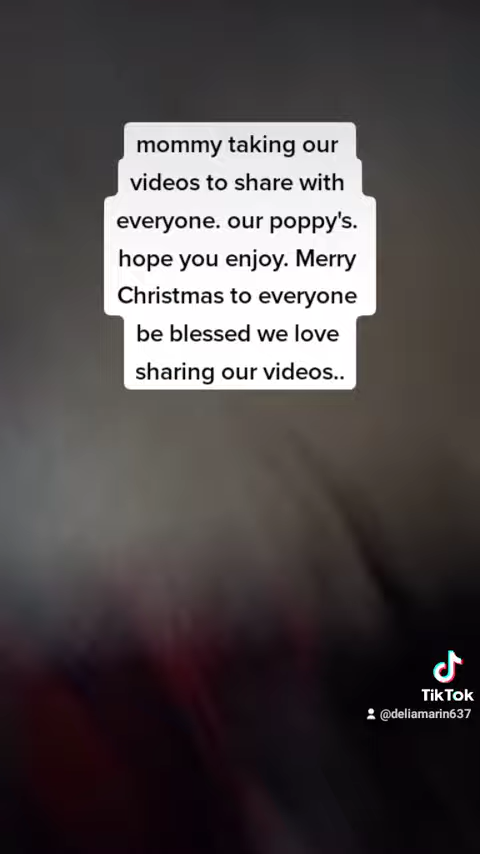 mommy taking our
videos to share with
everyone. our poppy's.
hope you enjoy. Merry
Christmas to everyone
be blessed we love
sharing our videos..
TikTok
@deliamarin637